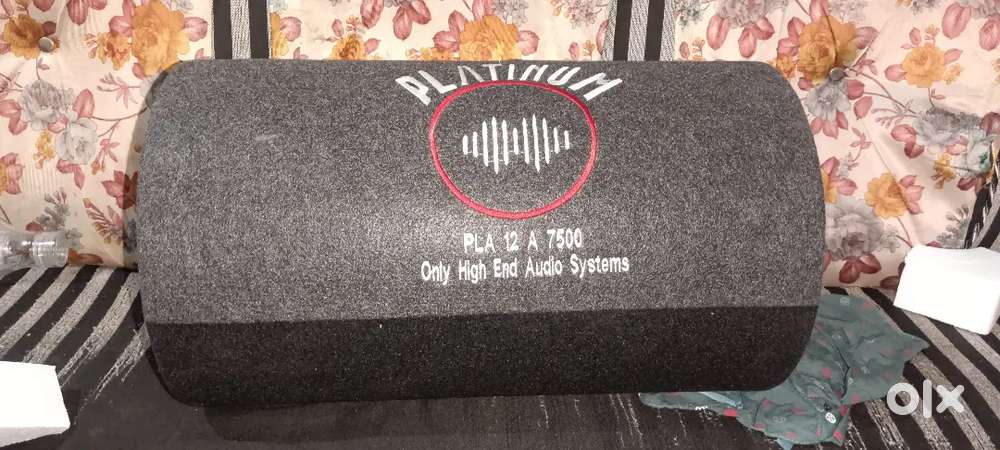 PLATINUM
PLA 12 A 7500
Only High End Audio Systems
olx